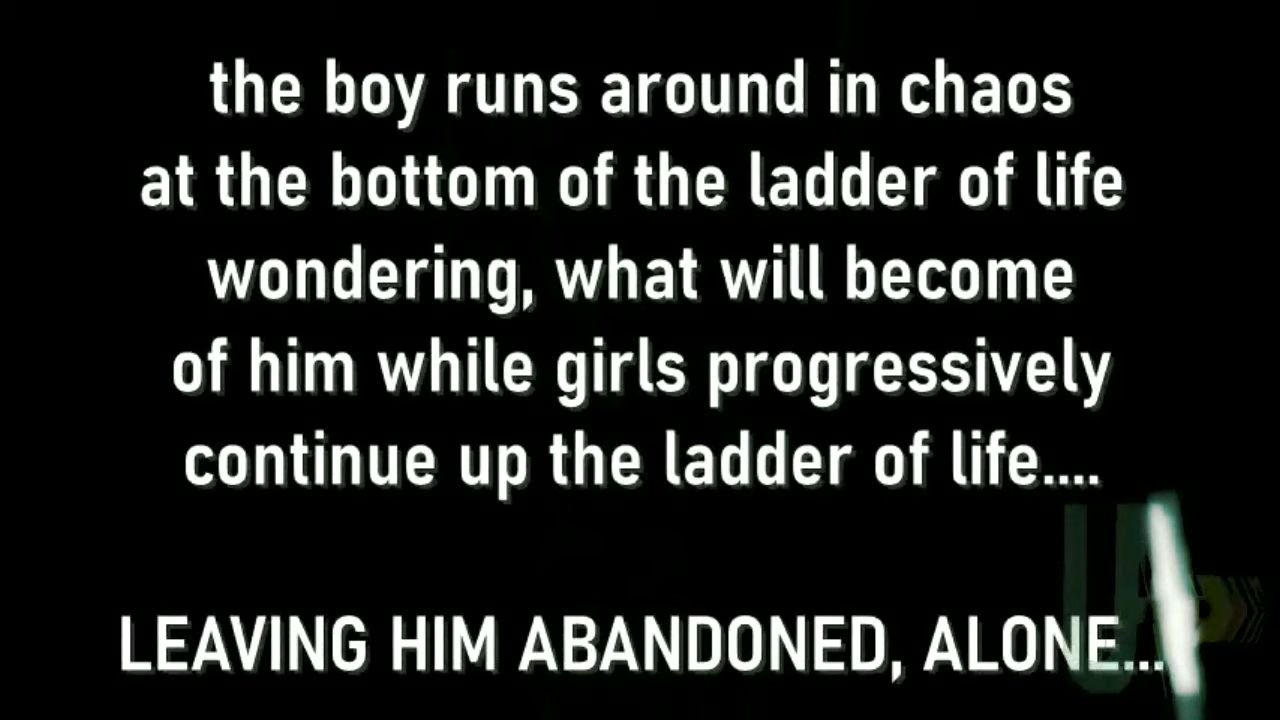 the boy runs around in chaos
at the bottom of the ladder of life
wondering, what will become
of him while girls progressively
continue up the ladder of life....
LEAVING HIM ABANDONED, ALONE...